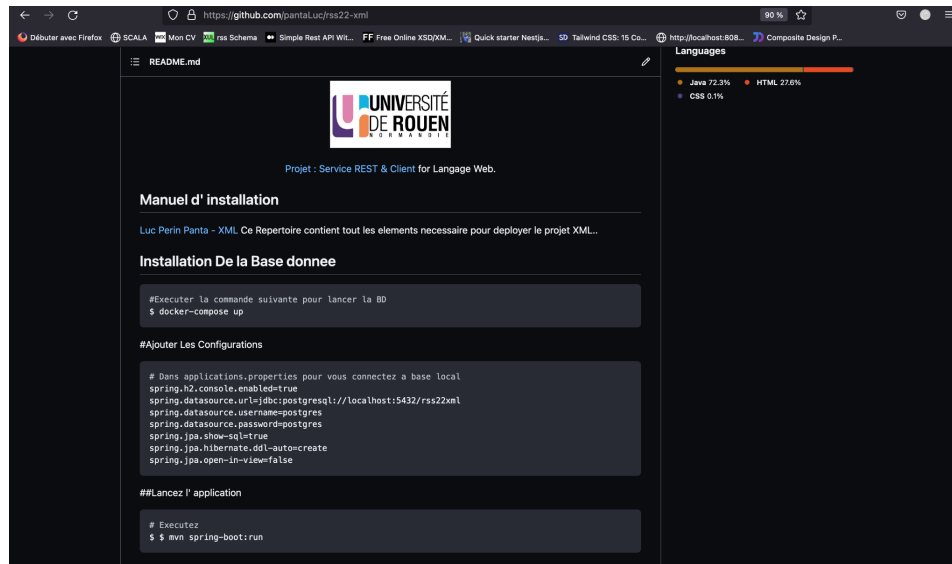 https://github.com/pantaLuc/rss22-xml
90 %
Débuter avec Firefox
SCALA
WIX Mon CV
rss Schema
Simple Rest API Wit...
FF Free Online XSD/XM...
Quick starter Nestjs...
SD Tailwind CSS: 15 Co...
http://localhost:808...
Composite Design P...
README.md
UNIVERSITÉ
DE ROUEN
NORMANDIE
Projet : Service REST & Client for Langage Web.
Manuel d' installation
Luc Perin Panta - XML Ce Repertoire contient tout les elements necessaire pour deployer le projet XML..
Installation De la Base donnee
#Executer la commande suivante pour lancer la BD
$ docker-compose up
#Ajouter Les Configurations
# Dans applications.properties pour vous connectez a base local
spring.h2.console.enabled=true
spring.datasource.url=jdbc:postgresql://localhost:5432/rss22xml
spring.datasource.username=postgres
spring.datasource.password=postgres
spring.jpa.show-sql=true
spring.jpa.hibernate.ddl-auto=create
spring.jpa.open-in-view=false
##Lancez l' application
# Executez
$ $ mvn spring-boot:run
Languages
Java 72.3%
HTML 27.6%
CSS 0.1%